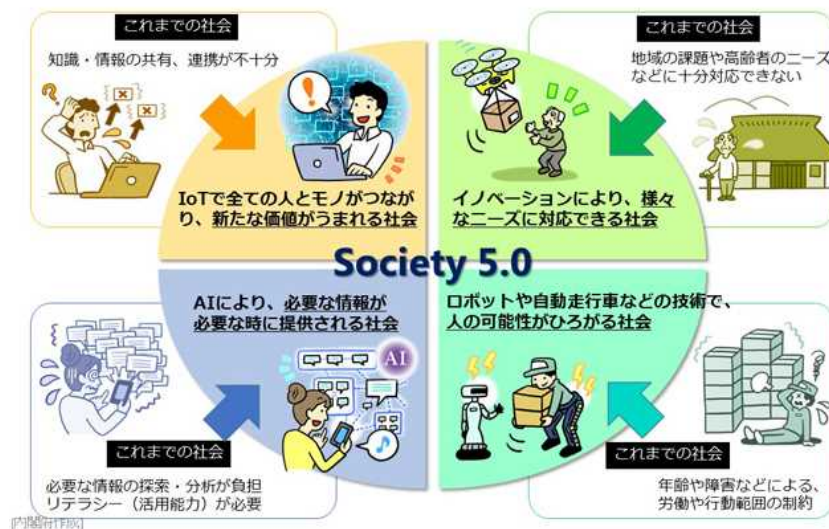 これまでの社会
知識・情報の共有、連携が不十分
IoTで全ての人とモノがつなが
り、新たな価値がうまれる社会
これまでの社会
地域の課題や高齢者のニーズ
などに十分対応できない
イノベーションにより、様々
なニーズに対応できる社会
Society 5.0
AIにより、必要な情報が
必要な時に提供される社会
AI
これまでの社会
必要な情報の探索・分析が負担
リテラシー（活用能力）が必要
ロボットや自動走行車などの技術で、
人の可能性がひろがる社会
これまでの社会
年齢や障害などによる、
労働や行動範囲の制約
[内閣府作成]